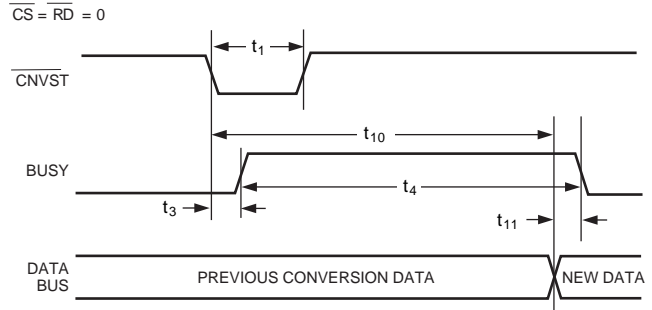 CS = RD = 0
t1
CNVST
t10
BUSY
t3
t4
t11
DATA
BUS
PREVIOUS CONVERSION DATA
NEW DATA